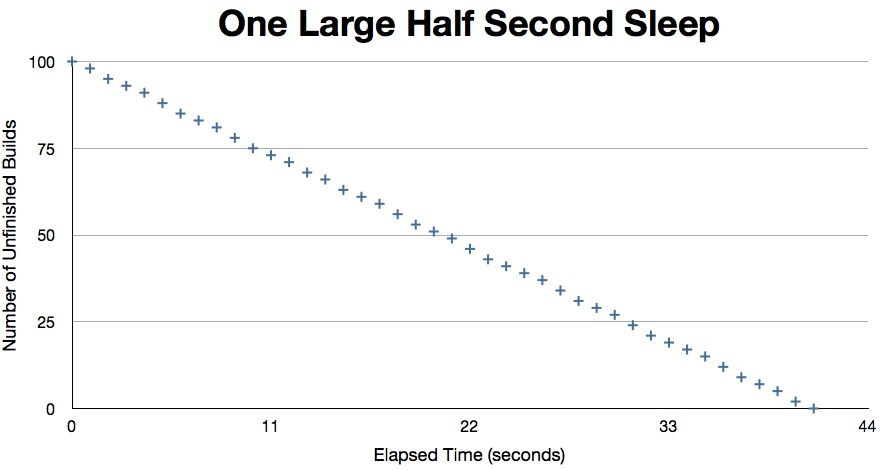 One Large Half Second Sleep
Number of Unfinished Builds
100
75
50
25
0
0 11 22 33 44
Elapsed Time (seconds)